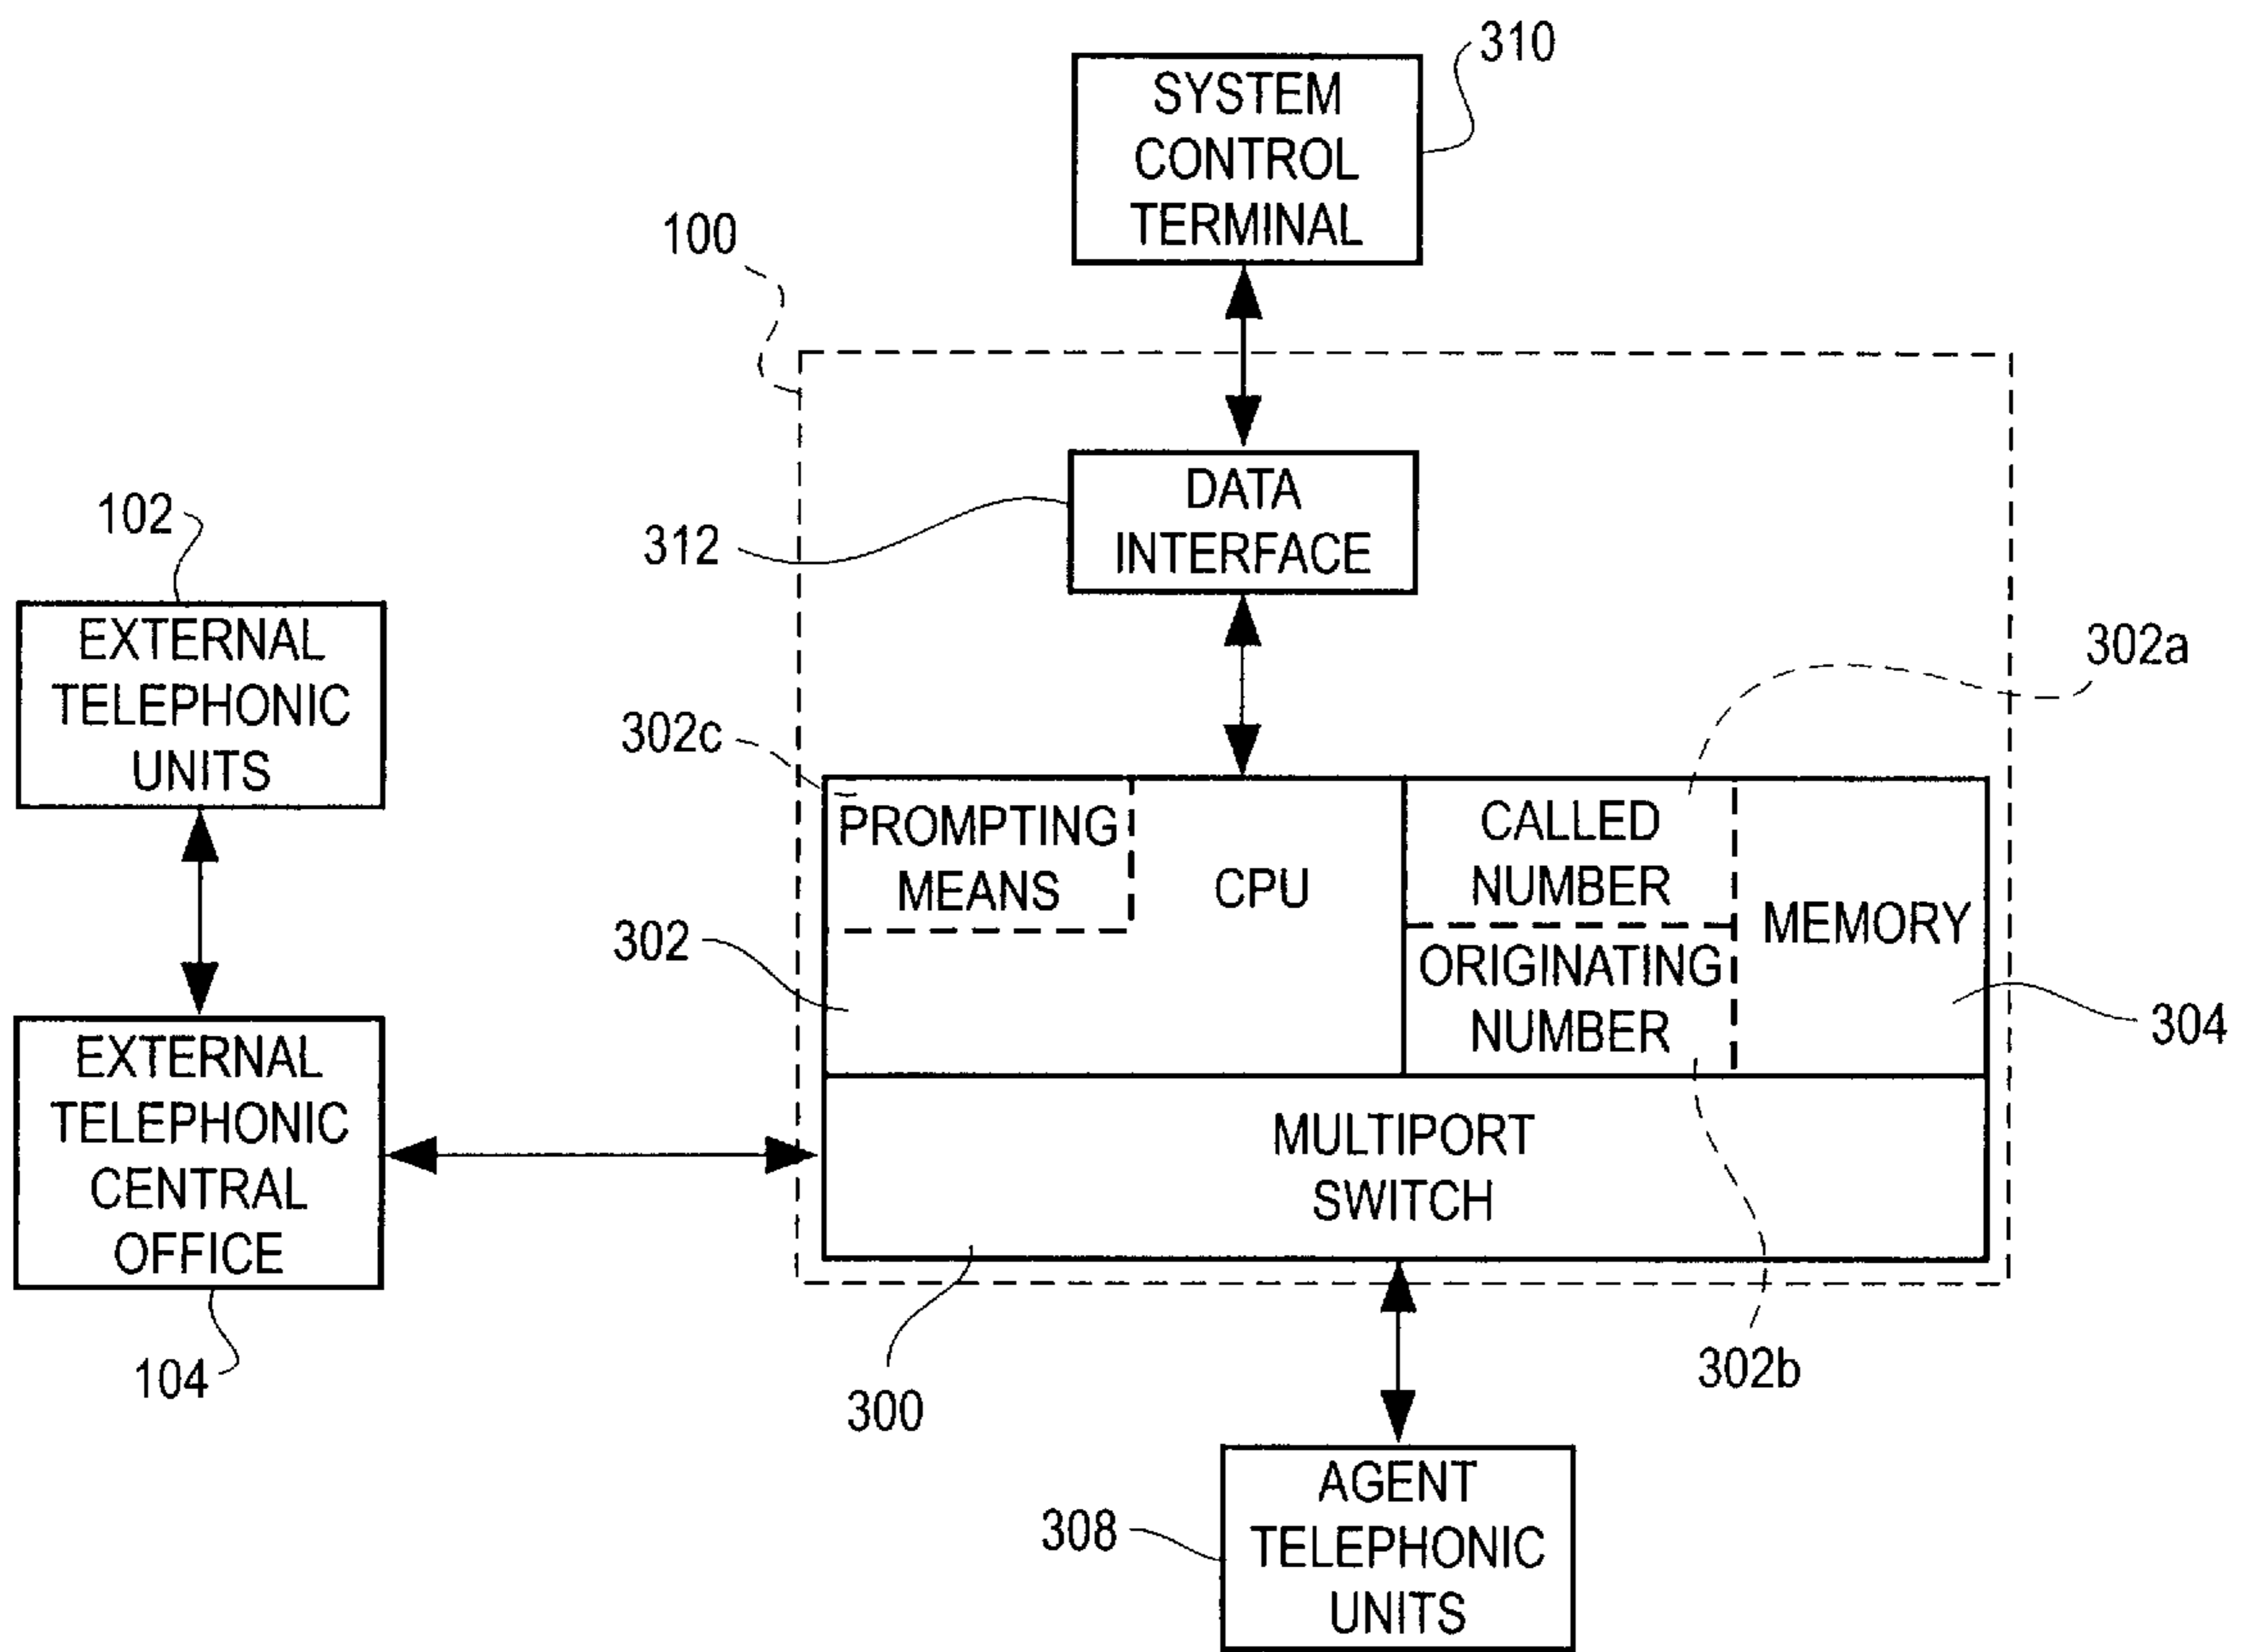 310
SYSTEM
CONTROL
TERMINAL
100
DATA
INTERFACE
312
102
EXTERNAL
TELEPHONIC
UNITS
302a
302c
PROMPTING
MEANS
CPU
CALLED
NUMBER
MEMORY
302
ORIGINATING
NUMBER
304
EXTERNAL
TELEPHONIC
CENTRAL
OFFICE
MULTIPORT
SWITCH
104
300
302b
308
AGENT
TELEPHONIC
UNITS